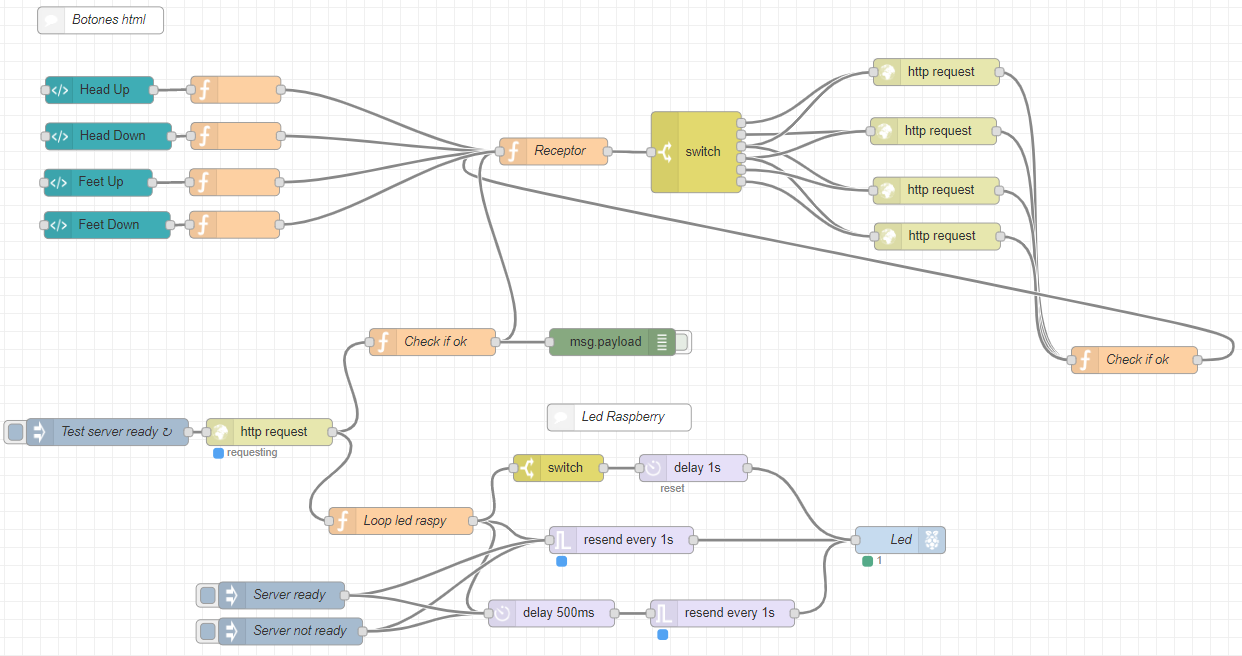 Botones html
Head Up
Head Down
Feet Up
Feet Down
Receptor
switch
http request
http request
http request
http request
Check if ok
msg.payload
Check if ok
Test server ready ↻
http request
requesting
Led Raspberry
switch
delay 1s
reset
Loop led raspy
resend every 1s
Led
1
Server ready
Server not ready
delay 500ms
resend every 1s